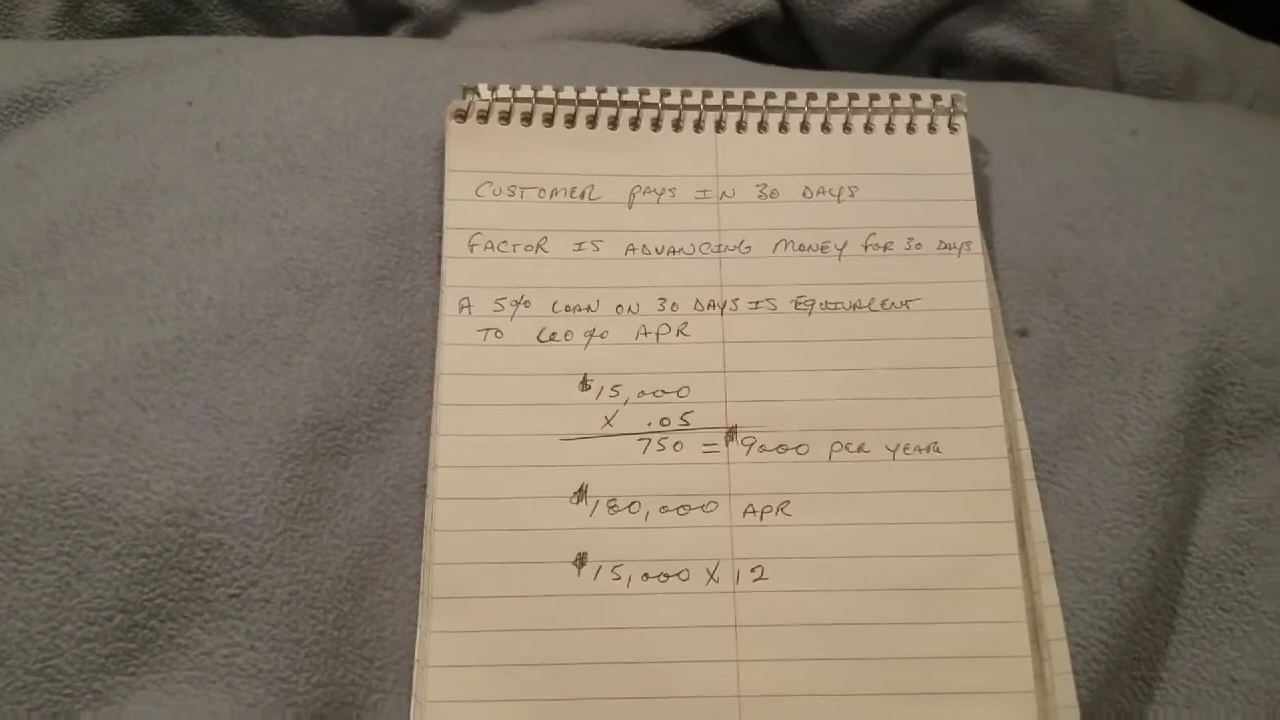 CUSTOMER PAYS IN 30 DAYS
FACTOR IS ADVANCING MONEY FOR 30 DAYS
A 5% LOAN ON 30 DAYS IS EQUIVALENT
TO 60% APR
$15,000
X .05
750 = $9000 PER YEAR
$180,000 APR
$15,000 X 12